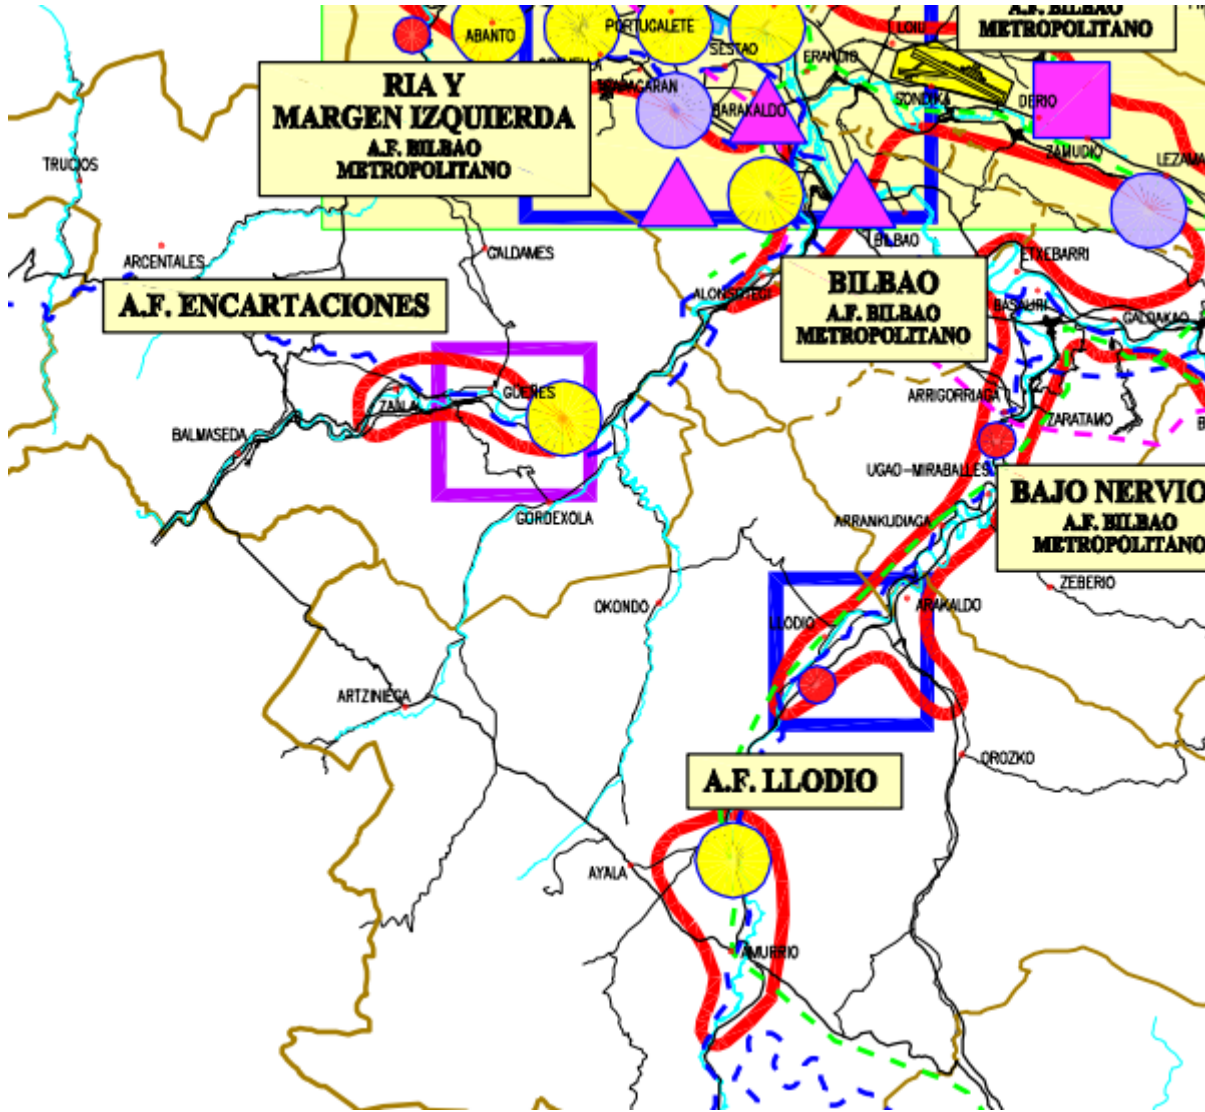 A.F. BILBAO
METROPOLITANO
PORTUGALETE
ABANTO
SESTAO
LOIU
ERANDIO
RIA Y
MARGEN IZQUIERDA
A.F. BILBAO
METROPOLITANO
BARAKALDO
SONDIKA
DERIO
ZAMUDIO
LEZAMA
TRUCIOS
BILBAO
GALDAMES
ARCENTALES
ETXEBARRI
A.F. ENCARTACIONES
ALONSOTEGI
BILBAO
A.F. BILBAO
METROPOLITANO
BASAURI
GALDAKAO
GÜEÑES
ZALLA
ARRIGORRIAGA
ZARATAMO
BALMASEDA
UGAO-MIRABALLES
BAJO NERVIO
A.F. BILBAO
METROPOLITANO
GORDEXOLA
ARRANKUDIAGA
ZEBERIO
OKONDO
ARAKALDO
LLODIO
ARTZINIEGA
OROZKO
A.F. LLODIO
AYALA
AMURRIO